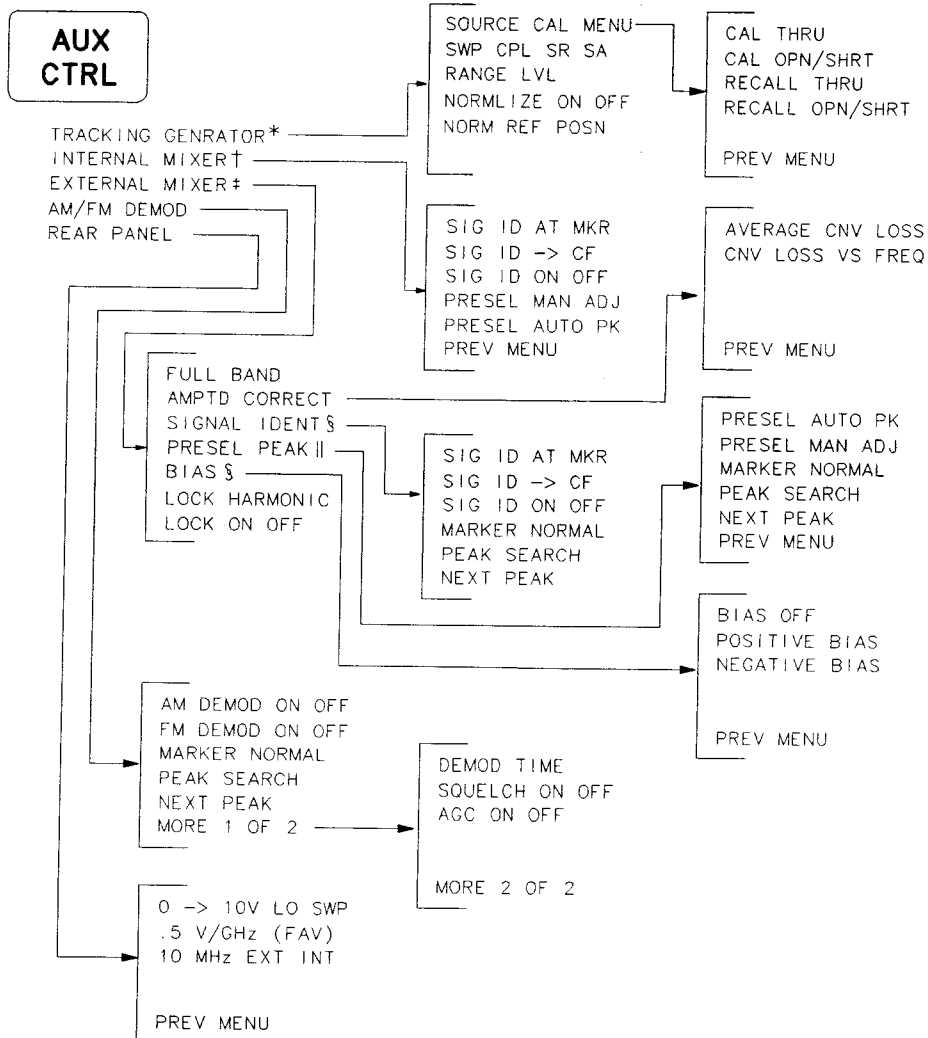 AUX
CTRL
TRACKING GENRATOR*
INTERNAL MIXER†
EXTERNAL MIXER‡
AM/FM DEMOD
REAR PANEL
SOURCE CAL MENU
SWP CPL SR SA
RANGE LVL
NORMLIZE ON OFF
NORM REF POSN
CAL THRU
CAL OPN/SHRT
RECALL THRU
RECALL OPN/SHRT
PREV MENU
SIG ID AT MKR
SIG ID -> CF
SIG ID ON OFF
PRESEL MAN ADJ
PRESEL AUTO PK
PREV MENU
AVERAGE CNV LOSS
CNV LOSS VS FREQ
PREV MENU
FULL BAND
AMPTD CORRECT
SIGNAL IDENT§
PRESEL PEAK||
BIAS§
LOCK HARMONIC
LOCK ON OFF
SIG ID AT MKR
SIG ID -> CF
SIG ID ON OFF
MARKER NORMAL
PEAK SEARCH
NEXT PEAK
PRESEL AUTO PK
PRESEL MAN ADJ
MARKER NORMAL
PEAK SEARCH
NEXT PEAK
PREV MENU
BIAS OFF
POSITIVE BIAS
NEGATIVE BIAS
PREV MENU
AM DEMOD ON OFF
FM DEMOD ON OFF
MARKER NORMAL
PEAK SEARCH
NEXT PEAK
MORE 1 OF 2
DEMOD TIME
SQUELCH ON OFF
AGC ON OFF
MORE 2 OF 2
0 -> 10V LO SWP
.5 V/GHz (FAV)
10 MHz EXT INT
PREV MENU